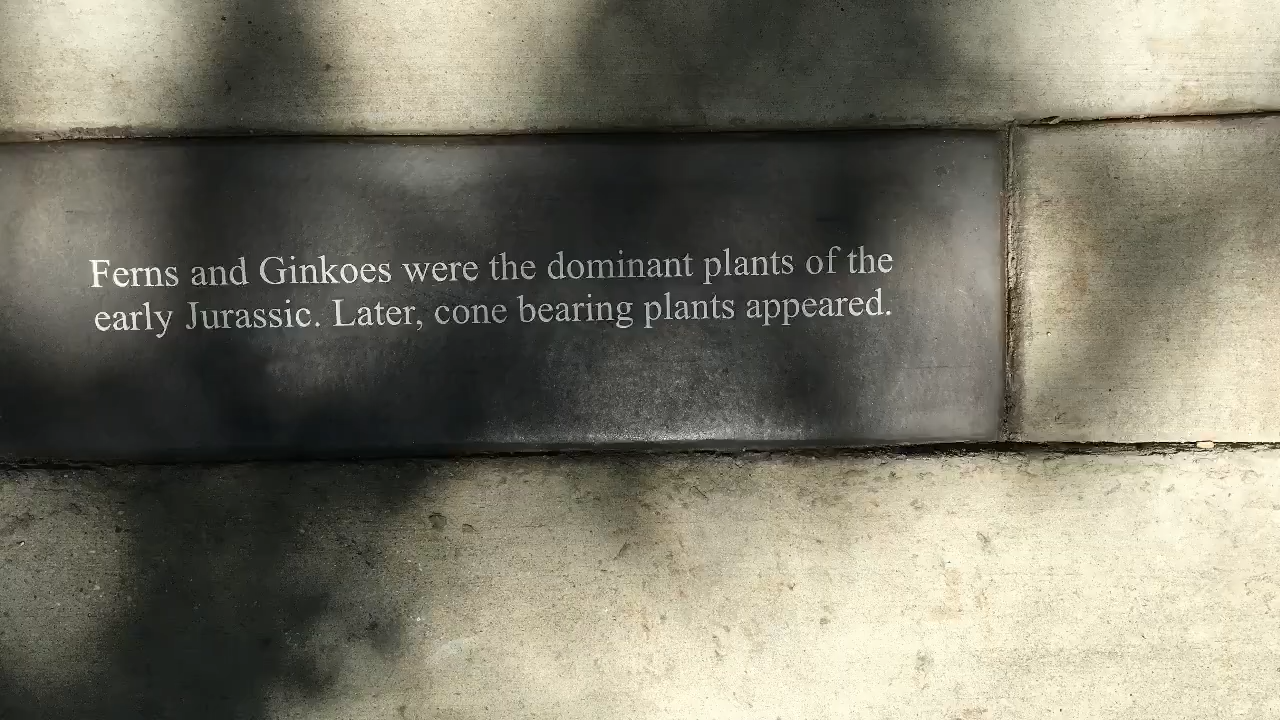 Ferns and Ginkoes were the dominant plants of the
early Jurassic. Later, cone bearing plants appeared.